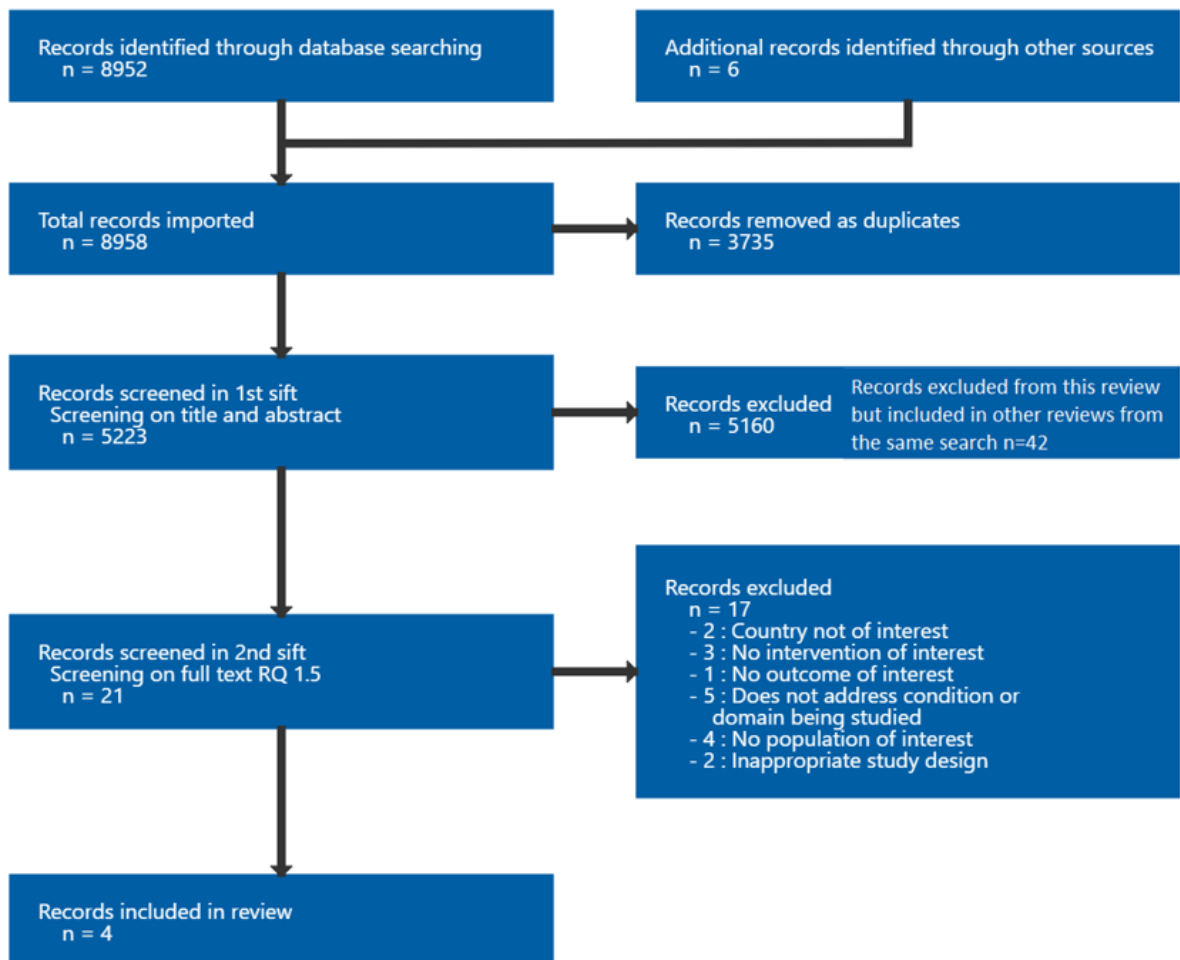 Records identified through database searching
n = 8952
Additional records identified through other sources
n = 6
Total records imported
n = 8958
Records removed as duplicates
n = 3735
Records screened in 1st sift
Screening on title and abstract
n = 5223
Records excluded
n = 5160
Records excluded from this review
but included in other reviews from
the same search n=42
Records screened in 2nd sift
Screening on full text RQ 1.5
n = 21
Records excluded
n = 17
- 2 : Country not of interest
- 3 : No intervention of interest
- 1 : No outcome of interest
- 5 : Does not address condition or
domain being studied
- 4 : No population of interest
- 2 : Inappropriate study design
Records included in review
n = 4